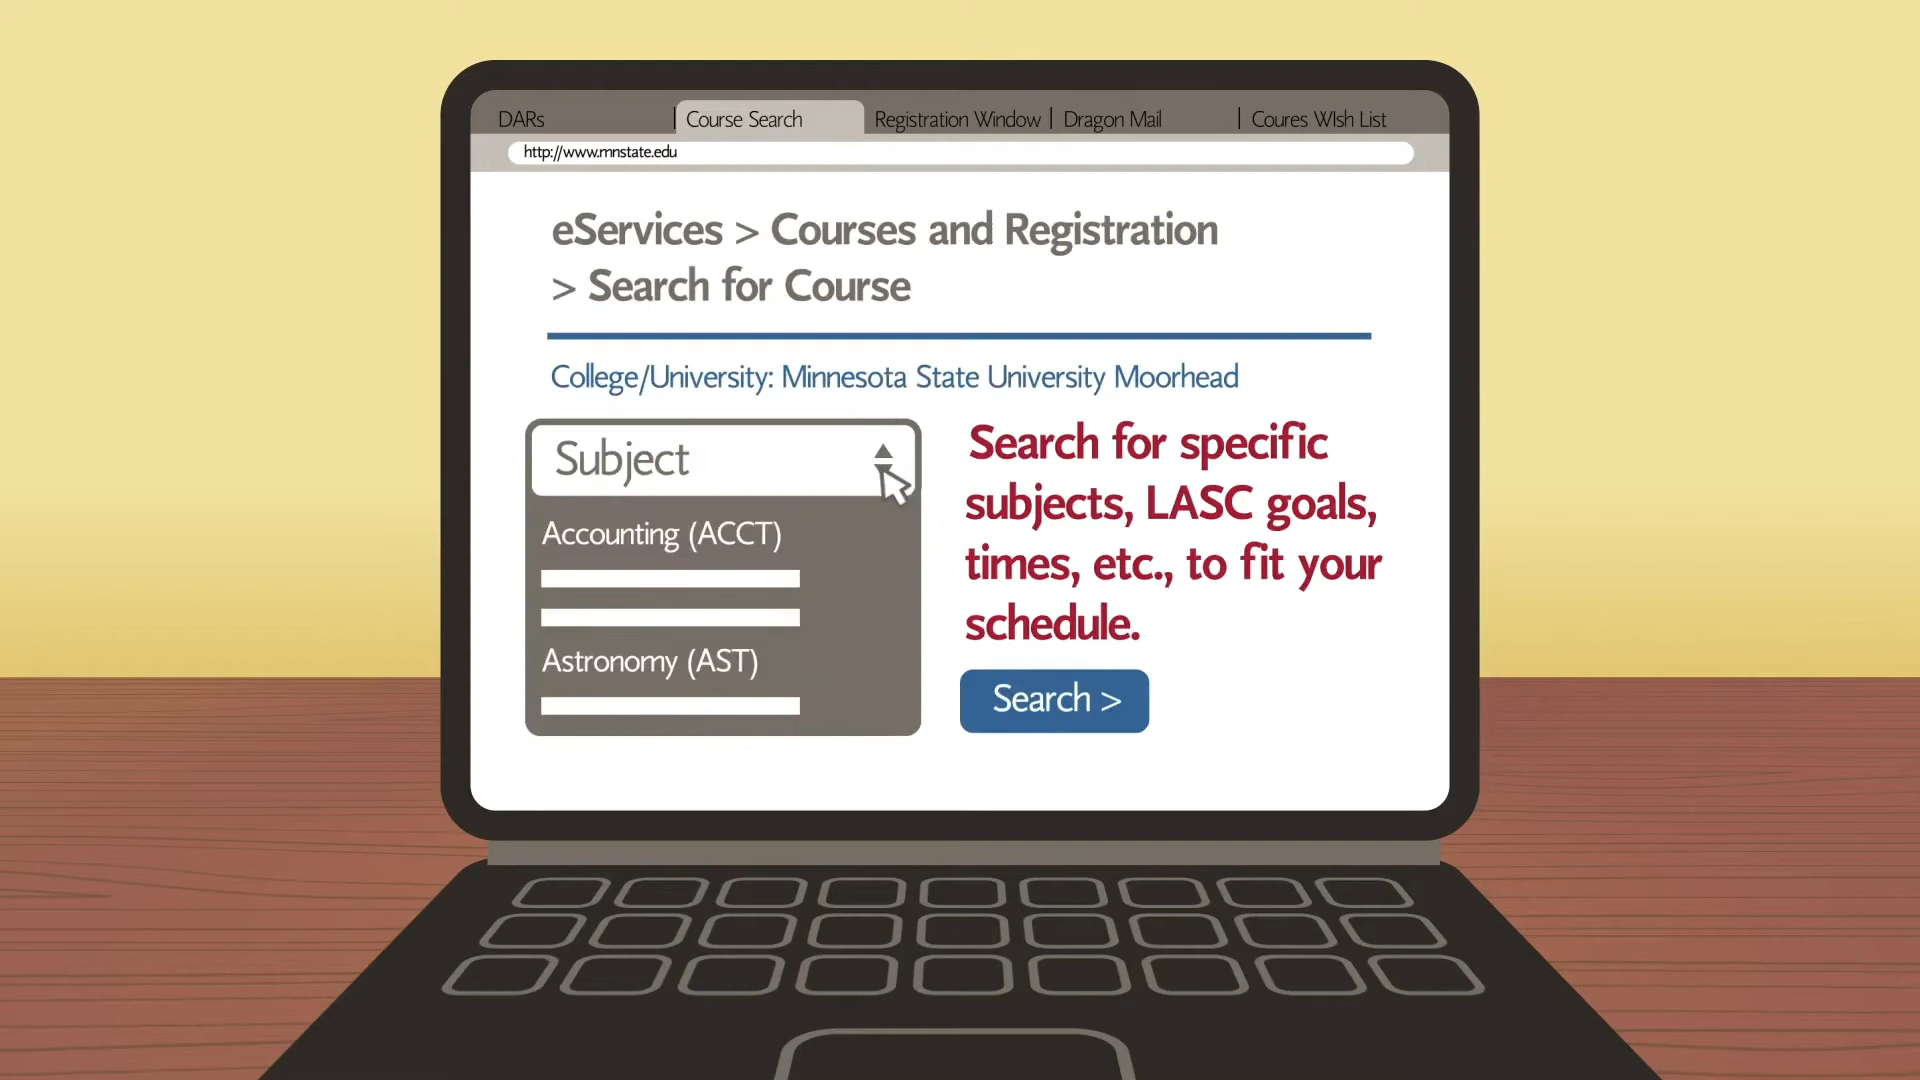 DARs | Course Search Registration Window | Dragon Mail | Coures WIsh List
http://www.mnstate.edu
eServices > Courses and Registration
> Search for Course
College/University: Minnesota State University Moorhead
Subject
Accounting (ACCT)
Astronomy (AST)
Search for specific
subjects, LASC goals,
times, etc., to fit your
schedule.
Search >